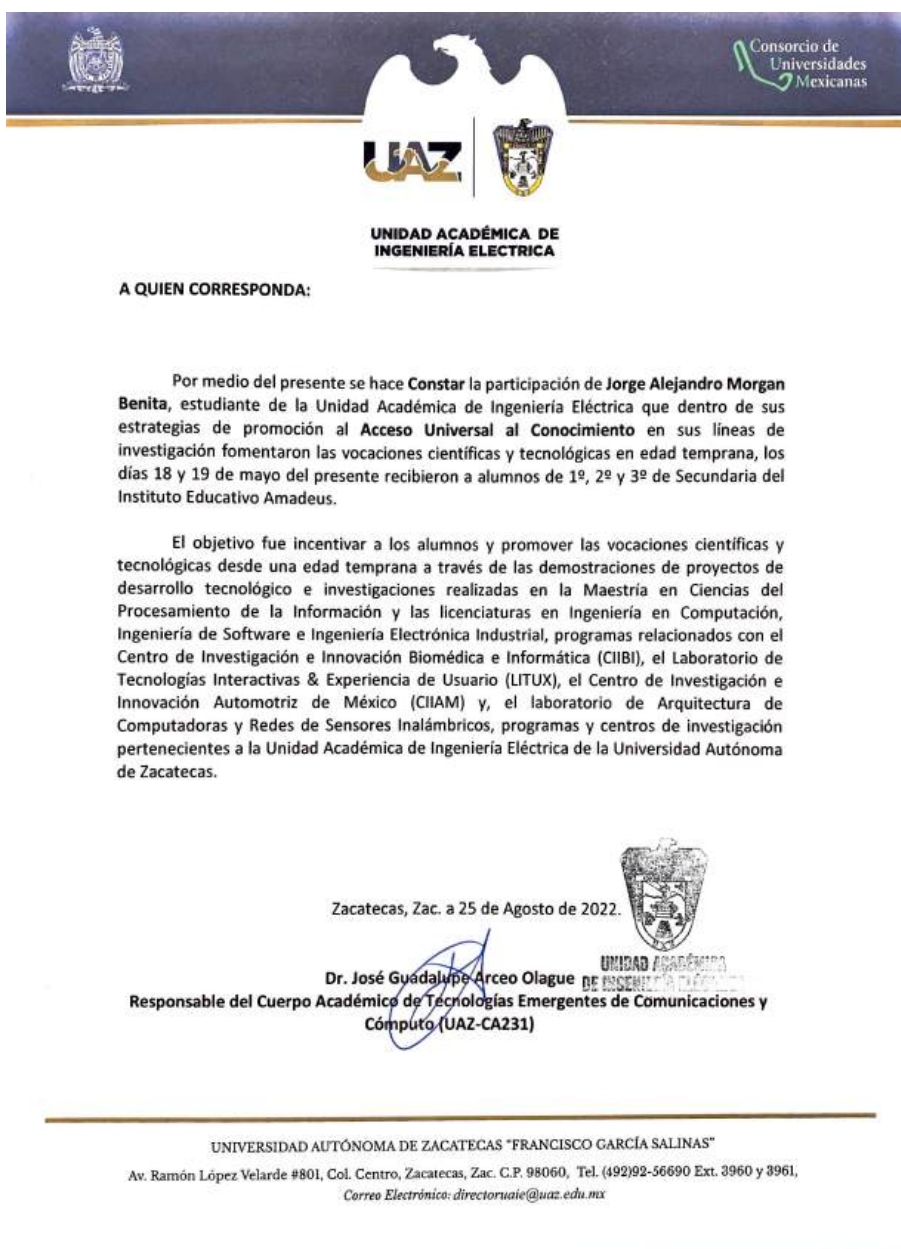 Consorcio de
Universidades
Mexicanas
UAZ
UNIDAD ACADÉMICA DE
INGENIERÍA ELECTRICA
A QUIEN CORRESPONDA:
Por medio del presente se hace Constar la participación de Jorge Alejandro Morgan
Benita, estudiante de la Unidad Académica de Ingeniería Eléctrica que dentro de sus
estrategias de promoción al Acceso Universal al Conocimiento en sus líneas de
investigación fomentaron las vocaciones científicas y tecnológicas en edad temprana, los
días 18 y 19 de mayo del presente recibieron a alumnos de 1º, 2º y 3º de Secundaria del
Instituto Educativo Amadeus.
El objetivo fue incentivar a los alumnos y promover las vocaciones científicas y
tecnológicas desde una edad temprana a través de las demostraciones de proyectos de
desarrollo tecnológico e investigaciones realizadas en la Maestría en Ciencias del
Procesamiento de la Información y las licenciaturas en Ingeniería en Computación,
Ingeniería de Software e Ingeniería Electrónica Industrial, programas relacionados con el
Centro de Investigación e Innovación Biomédica e Informática (CIIBI), el Laboratorio de
Tecnologías Interactivas & Experiencia de Usuario (LITUX), el Centro de Investigación e
Innovación Automotriz de México (CIIAM) y, el laboratorio de Arquitectura de
Computadoras y Redes de Sensores Inalámbricos, programas y centros de investigación
pertenecientes a la Unidad Académica de Ingeniería Eléctrica de la Universidad Autónoma
de Zacatecas.
Zacatecas, Zac. a 25 de Agosto de 2022.
UNIDAD ACADÉMICA
DE INGENIERÍA ELÉCTRICA
Dr. José Guadalupe Arceo Olague
Responsable del Cuerpo Académico de Tecnologías Emergentes de Comunicaciones y
Cómputo (UAZ-CA231)
UNIVERSIDAD AUTÓNOMA DE ZACATECAS "FRANCISCO GARCÍA SALINAS"
Av. Ramón López Velarde #801, Col. Centro, Zacatecas, Zac. C.P. 98060, Tel. (492)92-56690 Ext. 3960 y 3961,
Correo Electrónico: directoruaie@uaz.edu.mx